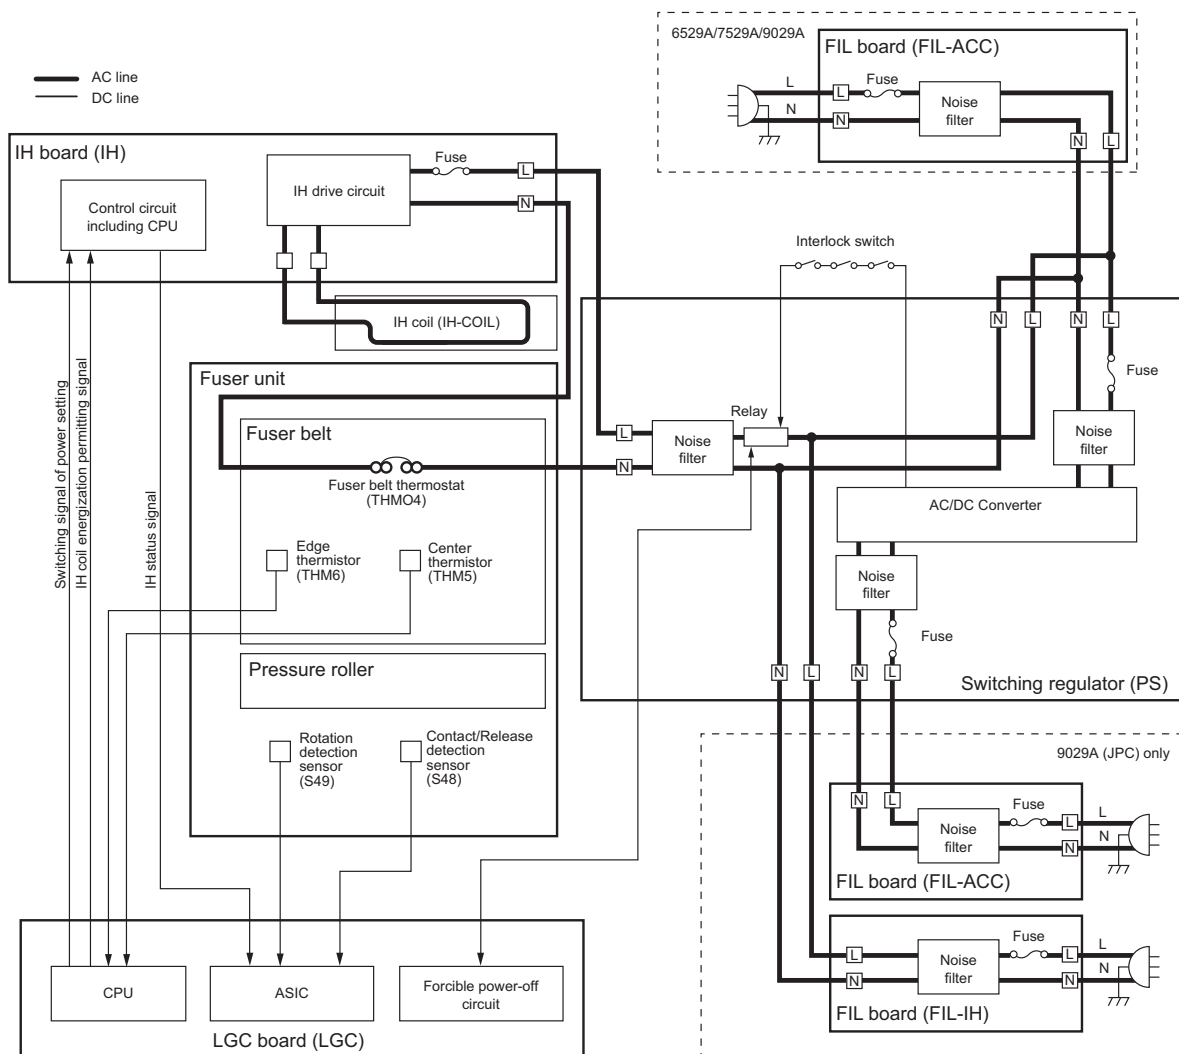 6529A/7529A/9029A
FIL board (FIL-ACC)
L
N
L
N
Fuse
Noise
filter
N
L
AC line
DC line
IH board (IH)
Control circuit
including CPU
IH drive circuit
Fuse
L
N
IH coil (IH-COIL)
Interlock switch
N
L
N
L
Fuse
Noise
filter
Relay
L
N
Noise
filter
AC/DC Converter
Noise
filter
Fuse
N
L
N
L
Switching regulator (PS)
Fuser unit
Fuser belt
Fuser belt thermostat
(THMO4)
Edge
thermistor
(THM6)
Center
thermistor
(THM5)
Pressure roller
Rotation
detection
sensor
(S49)
Contact/Release
detection
sensor
(S48)
Switching signal of power setting
IH coil energization permitting signal
IH status signal
9029A (JPC) only
N
L
Noise
filter
Fuse
L
N
L
N
FIL board (FIL-ACC)
L
N
Noise
filter
Fuse
L
N
L
N
FIL board (FIL-IH)
CPU
ASIC
Forcible power-off
circuit
LGC board (LGC)